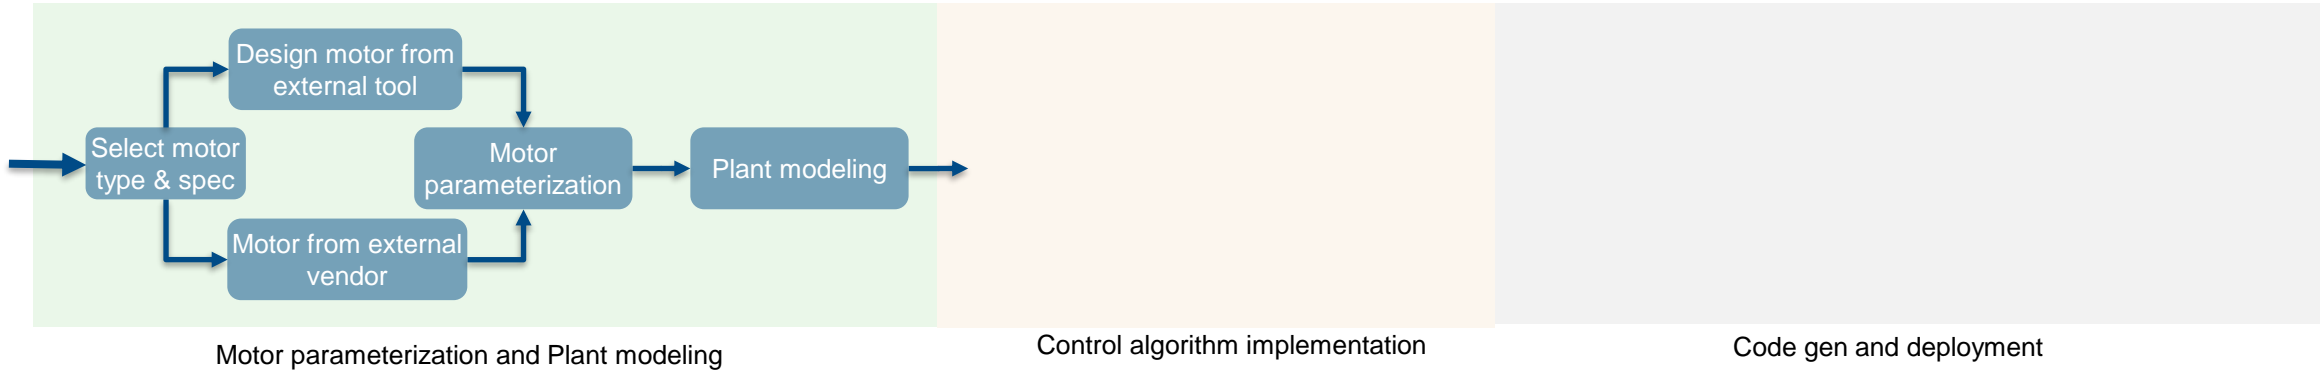 Design motor from
external tool
Select motor
type & spec
Motor
parameterization
Plant modeling
Motor from external
vendor
Motor parameterization and Plant modeling
Control algorithm implementation
Code gen and deployment